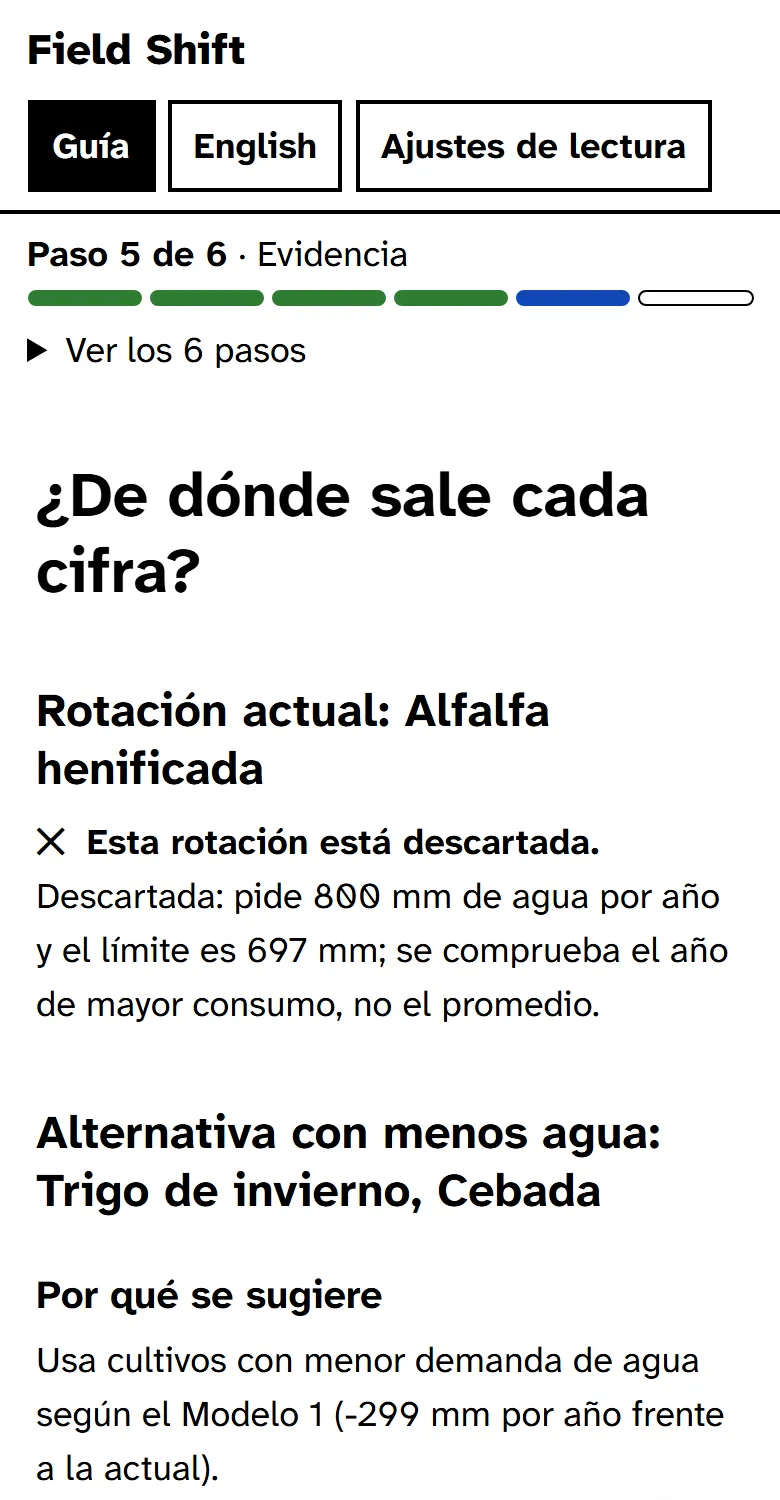 Field Shift
Guía
English
Ajustes de lectura
Paso 5 de 6 · Evidencia
▶ Ver los 6 pasos
¿De dónde sale cada
cifra?
Rotación actual: Alfalfa
henificada
✕ Esta rotación está descartada.
Descartada: pide 800 mm de agua por año
y el límite es 697 mm; se comprueba el año
de mayor consumo, no el promedio.
Alternativa con menos agua:
Trigo de invierno, Cebada
Por qué se sugiere
Usa cultivos con menor demanda de agua
según el Modelo 1 (-299 mm por año frente
a la actual).